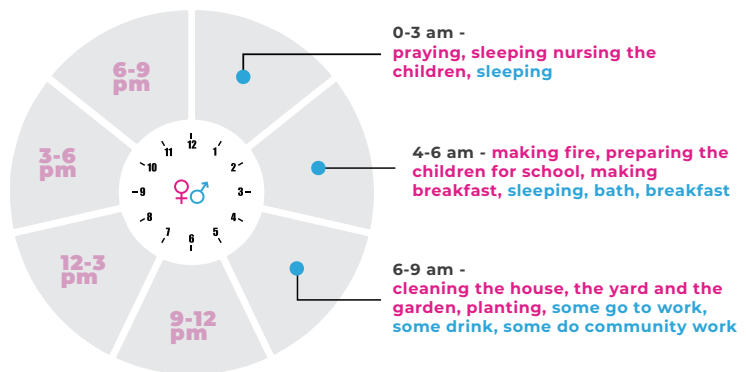 0-3 am -
praying, sleeping nursing the
children, sleeping
4-6 am - making fire, preparing the
children for school, making
breakfast, sleeping, bath, breakfast
6-9 am -
cleaning the house, the yard and the
garden, planting, some go to work,
some drink, some do community work
9-12
pm
12-3
pm
3-6
pm
6-9
pm
12
1
2
3
4
5
6
7
8
9
10
11